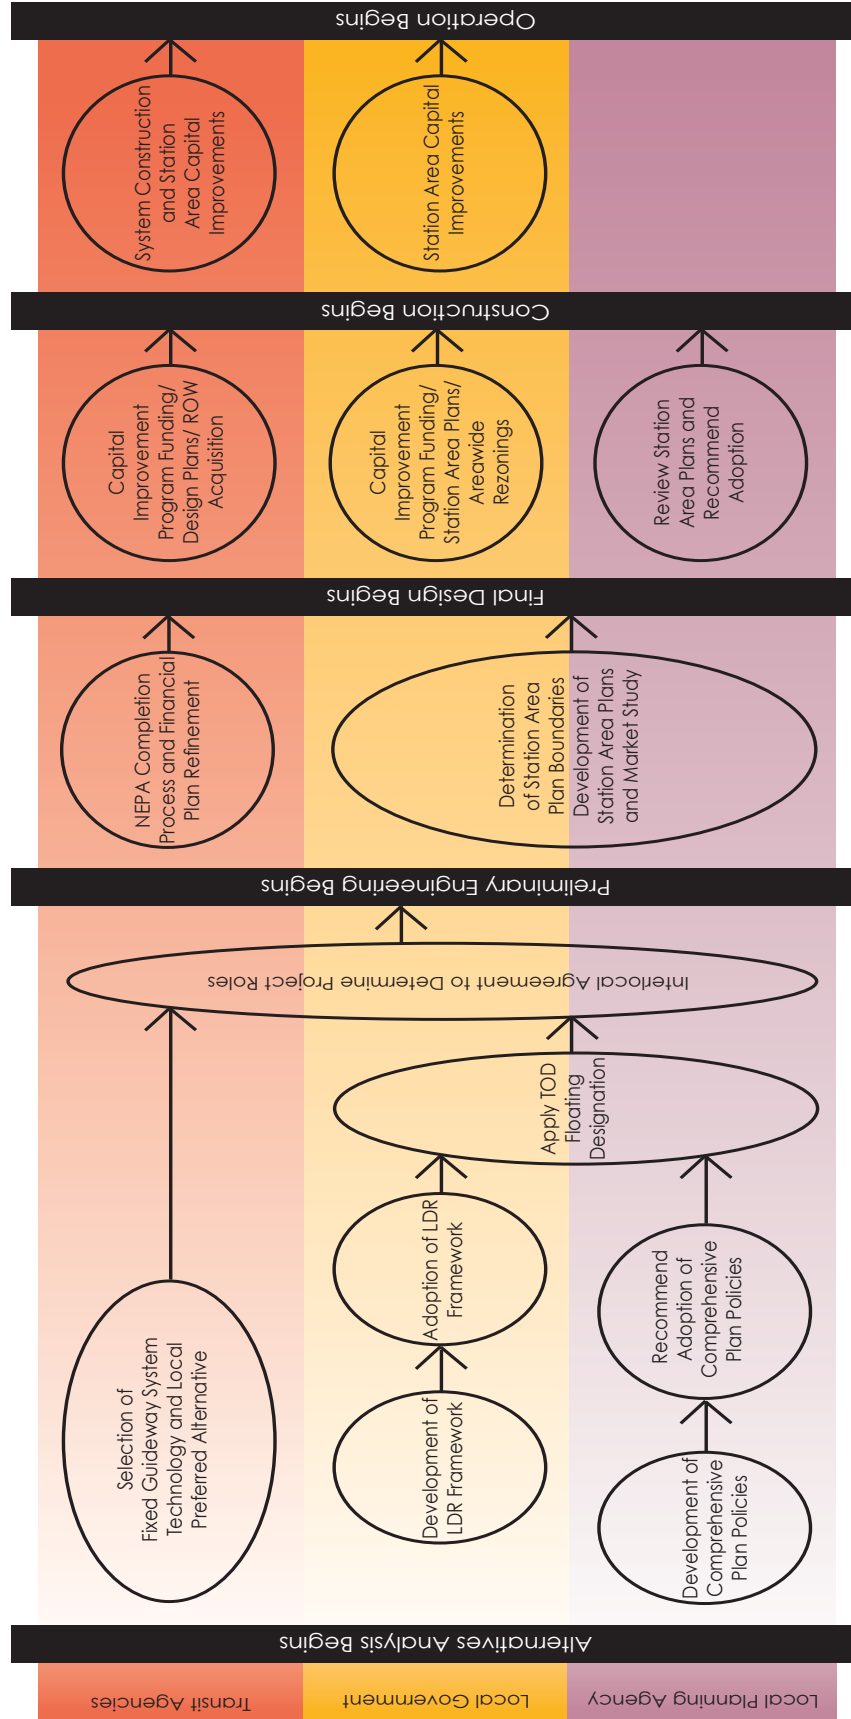 Transit Agencies
Local Government
Local Planning Agency
Alternatives Analysis Begins
Selection of
Fixed Guideway System
Technology and Local
Preferred Alternative
Development of
LDR Framework
Adoption of LDR
Framework
Development of
Comprehensive
Plan Policies
Recommend
Adoption of
Comprehensive
Plan Policies
Apply TOD
Floating
Designation
Interlocal Agreement to Determine Project Roles
Preliminary Engineering Begins
NEPA Completion
Process and Financial
Plan Refinement
Determination
of Station Area
Plan Boundaries
Development of
Station Area Plans
and Market Study
Final Design Begins
Capital
Improvement
Program Funding/
Design Plans/ ROW
Acquisition
Capital
Improvement
Program Funding/
Station Area Plans/
Areawide
Rezonings
Review Station
Area Plans and
Recommend
Adoption
Construction Begins
System Construction
and Station
Area Capital
Improvements
Station Area Capital
Improvements
Operation Begins